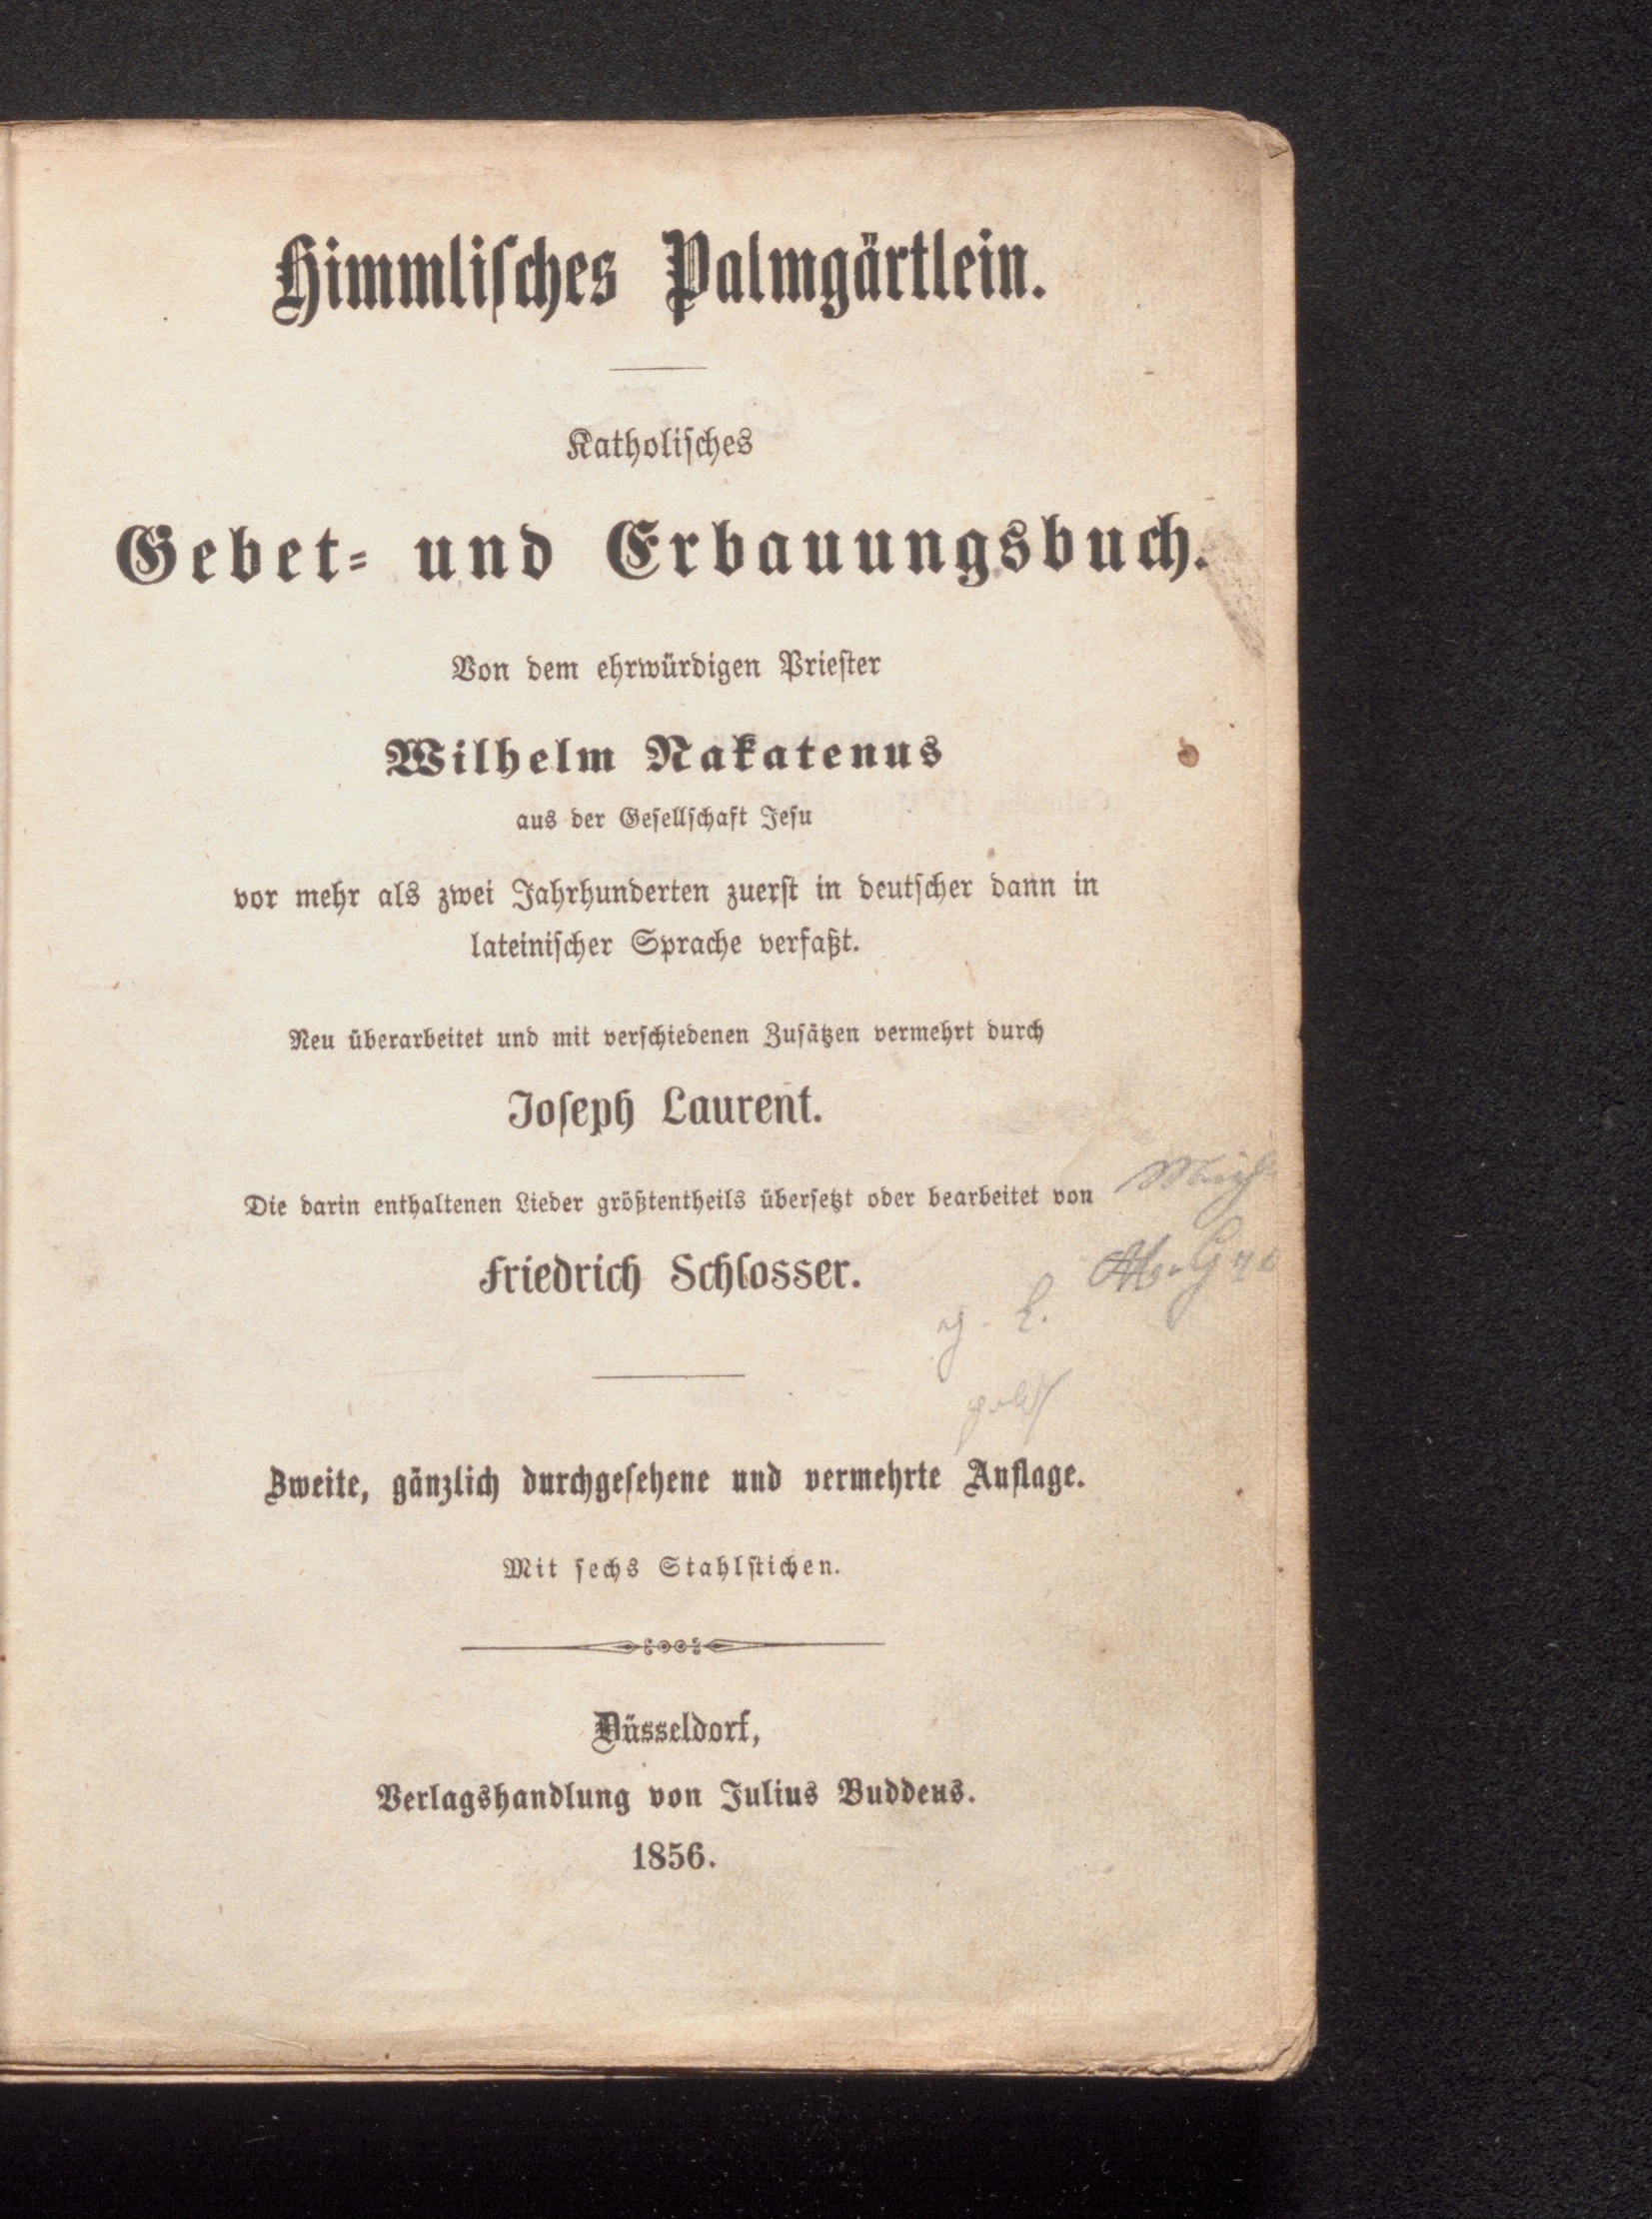 Himmliſches Palmgärtlein.
Katholiſches
Gebet- und Erbauungsbuch.
Von dem ehrwürdigen Prieſter
Wilhelm Nakatenus
aus der Geſellſchaft Jeſu
vor mehr als zwei Jahrhunderten zuerſt in deutſcher dann in
lateiniſcher Sprache verfaßt.
Neu überarbeitet und mit verſchiedenen Zuſätzen vermehrt durch
Joſeph Laurent.
Die darin enthaltenen Lieder größtentheils überſetzt oder bearbeitet von
Friedrich Schloſſer.
Zweite, gänzlich durchgeſehene und vermehrte Auflage.
Mit ſechs Stahlſtichen.
Düsseldorf,
Verlagshandlung von Julius Buddeus.
1856.